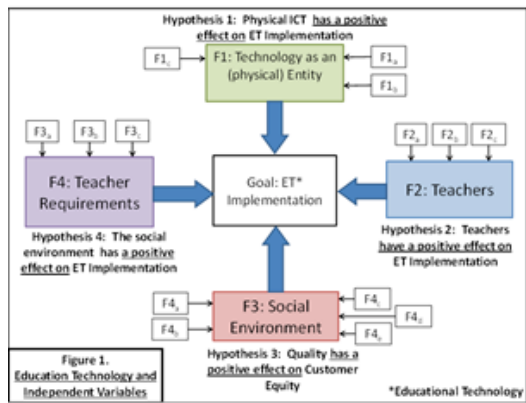 Hypothesis 1: Physical ICT has a positive
effect on ET Implementation
F1c
F1: Technology as an
(physical) Entity
F1a
F1b
F3a
F3b
F3c
F2a
F2b
F2c
F4: Teacher
Requirements
Goal: ET*
Implementation
F2: Teachers
Hypothesis 4: The social
environment has a positive
effect on ET Implementation
Hypothesis 2: Teachers
have a positive effect on
ET Implementation
F4a
F4b
F3: Social
Environment
F4c
F4d
F4e
Hypothesis 3: Quality has a
positive effect on Customer
Equity
Figure 1.
Education Technology and
Independent Variables
*Educational Technology